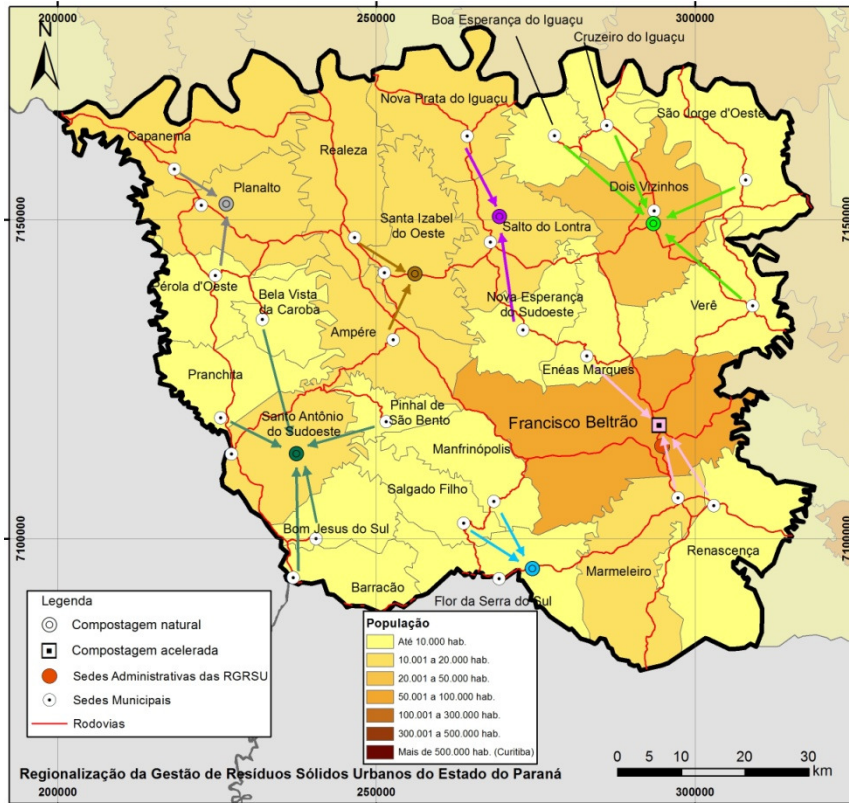 200000
250000
Boa Esperança do Iguaçu
300000
Cruzeiro do Iguaçu
N
Nova Prata do Iguaçu
São Jorge d'Oeste
Capanema
Realeza
Planalto
Dois Vizinhos
7150000
7150000
Santa Izabel
do Oeste
Salto do Lontra
Pérola d'Oeste
Bela Vista
da Caroba
Nova Esperança
do Sudoeste
Verê
Ampére
Enéas Marques
Pranchita
Pinhal de
São Bento
Santo Antônio
do Sudoeste
Francisco Beltrão
Manfrinópolis
Salgado Filho
7100000
7100000
Bom Jesus do Sul
Renascença
Marmeleiro
Barracão
Flor da Serra do Sul
Legenda
Compostagem natural
Compostagem acelerada
Sedes Administrativas das RGRSU
Sedes Municipais
Rodovias
População
Até 10.000 hab.
10.001 a 20.000 hab.
20.001 a 50.000 hab.
50.001 a 100.000 hab.
100.001 a 300.000 hab.
300.001 a 500.000 hab.
Mais de 500.000 hab. (Curitiba)
0 5 10 20 30
km
Regionalização da Gestão de Resíduos Sólidos Urbanos do Estado do Paraná
200000
250000
300000